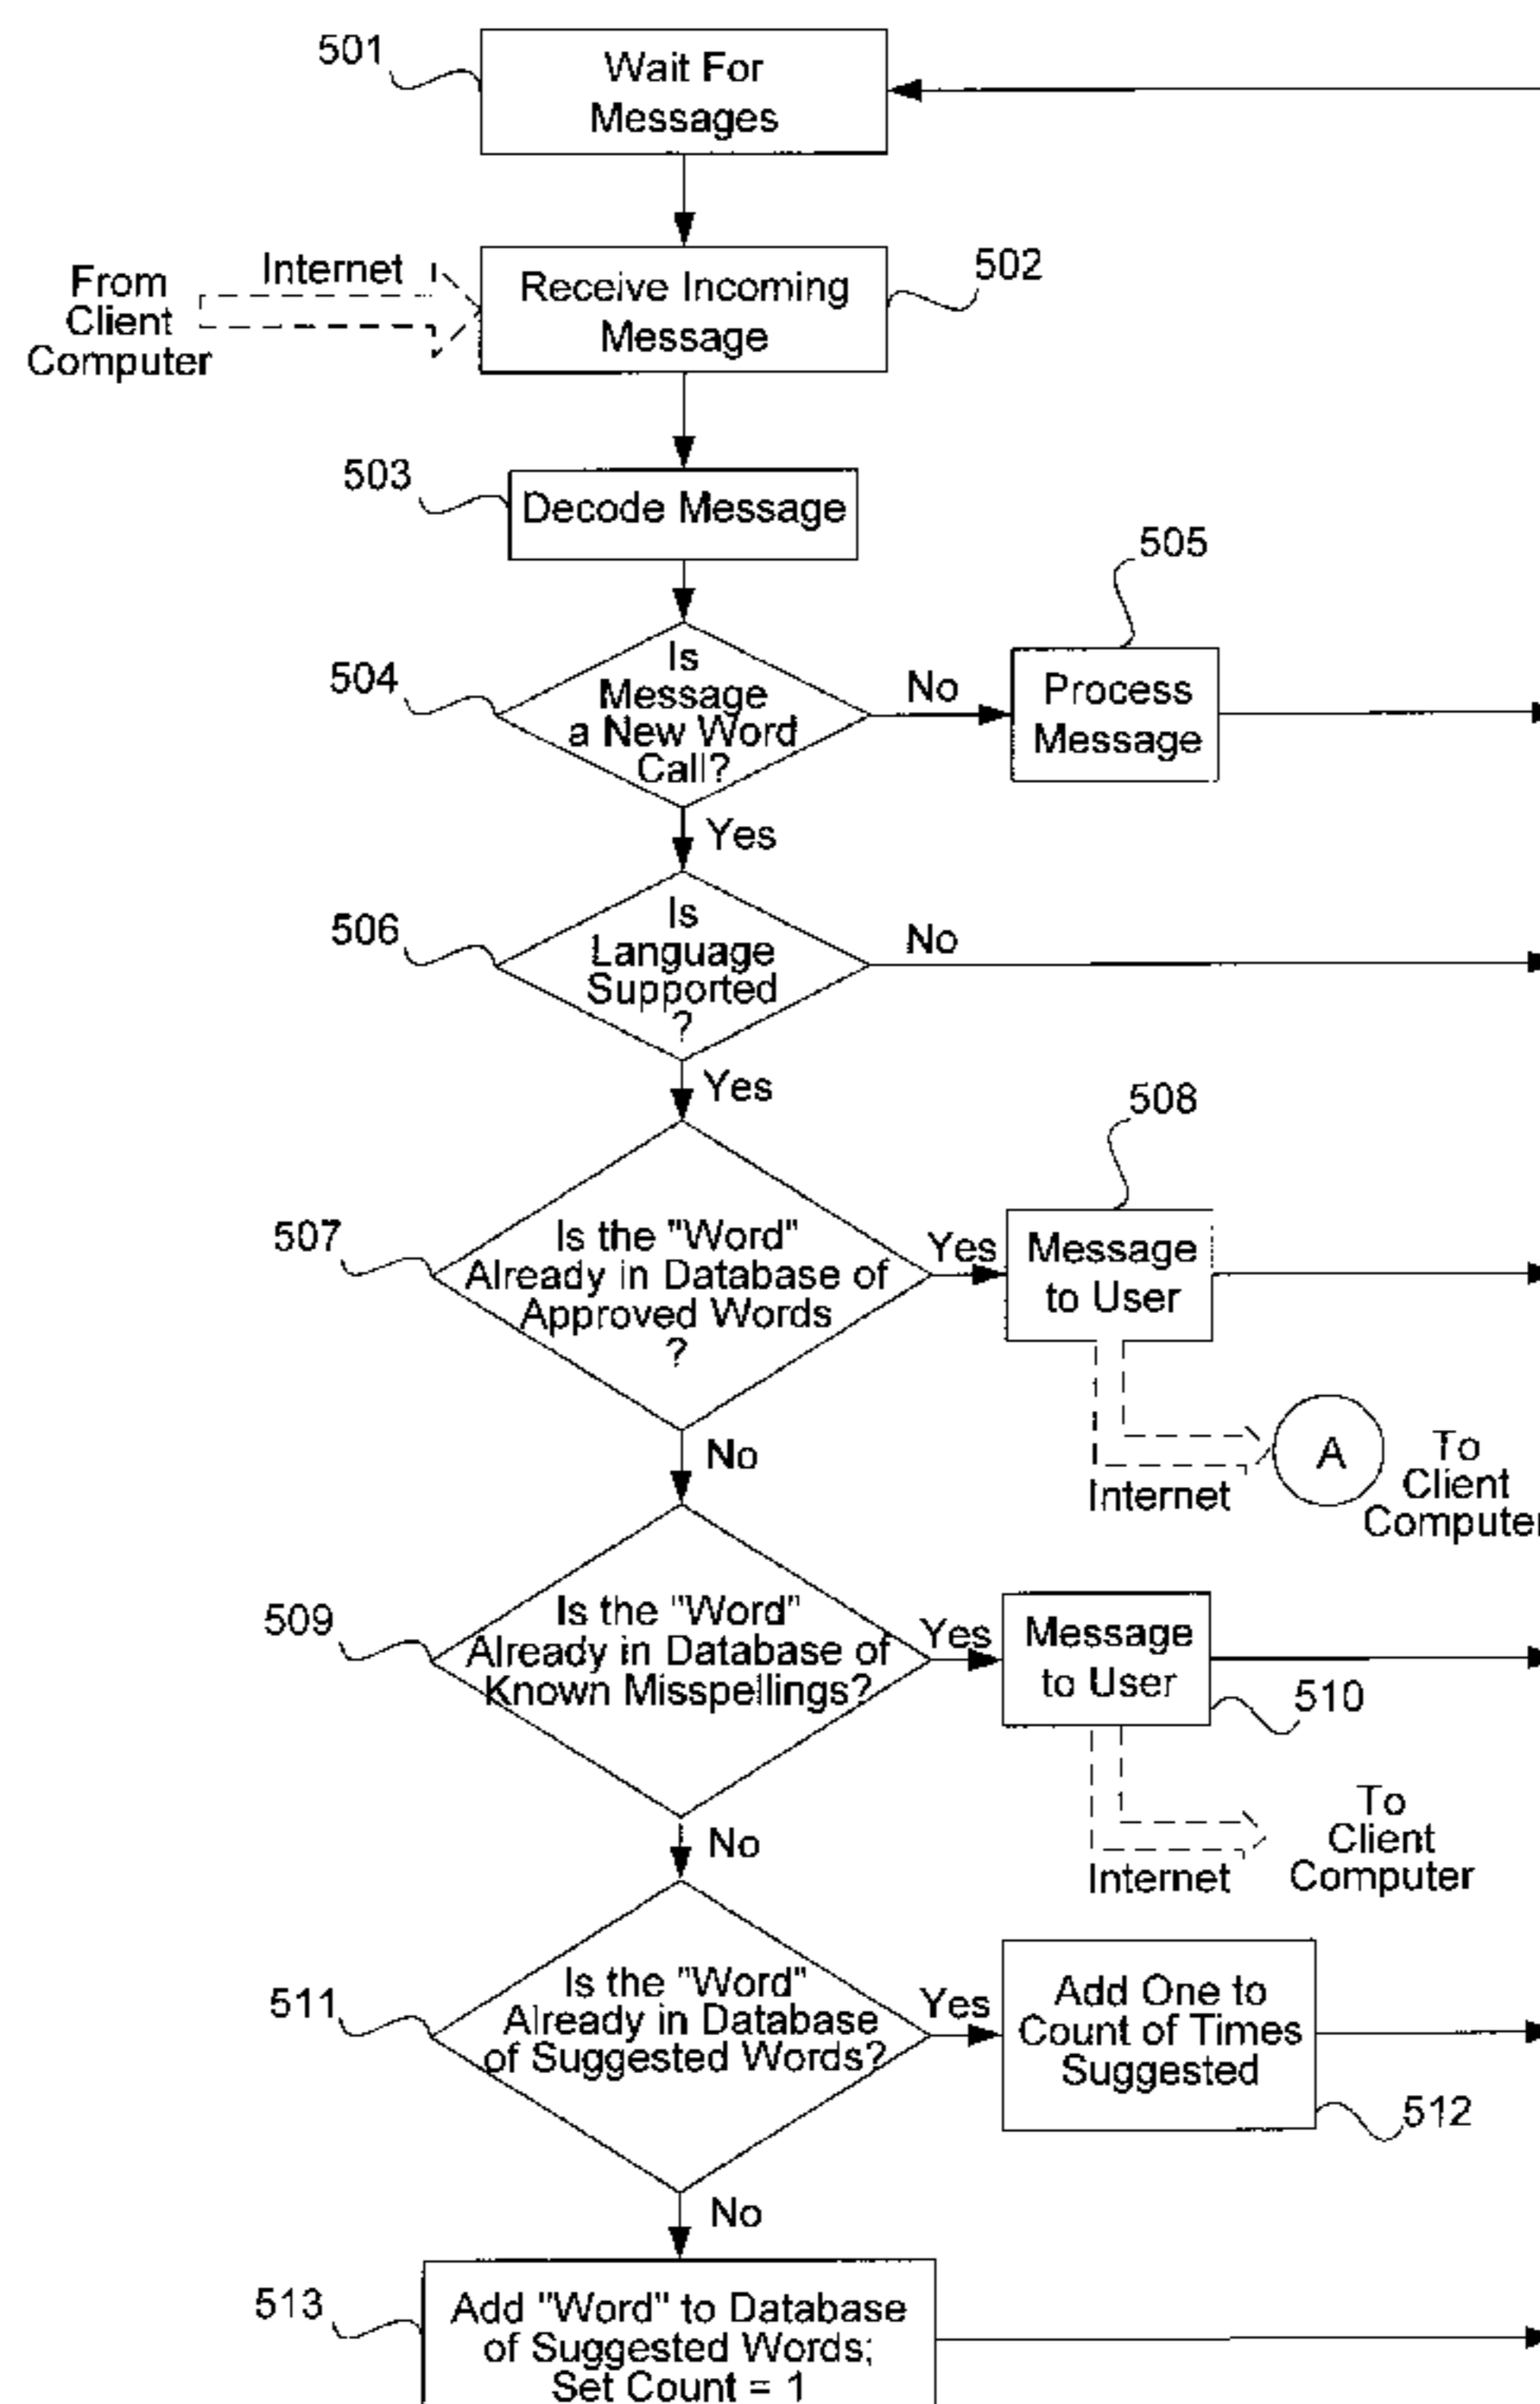 501
Wait For
Messages
From
Client
Computer
Internet
Receive Incoming
Message
502
503
Decode Message
504
Is
Message
a New Word
Call?
No
505
Process
Message
Yes
506
Is
Language
Supported
?
No
Yes
507
Is the "Word"
Already in Database of
Approved Words
?
Yes
508
Message
to User
Internet
A
To
Client
Computer
No
509
Is the "Word"
Already in Database of
Known Misspellings?
Yes
Message
to User
510
Internet
To
Client
Computer
No
511
Is the "Word"
Already in Database
of Suggested Words?
Yes
Add One to
Count of Times
Suggested
512
No
513
Add "Word" to Database
of Suggested Words;
Set Count = 1